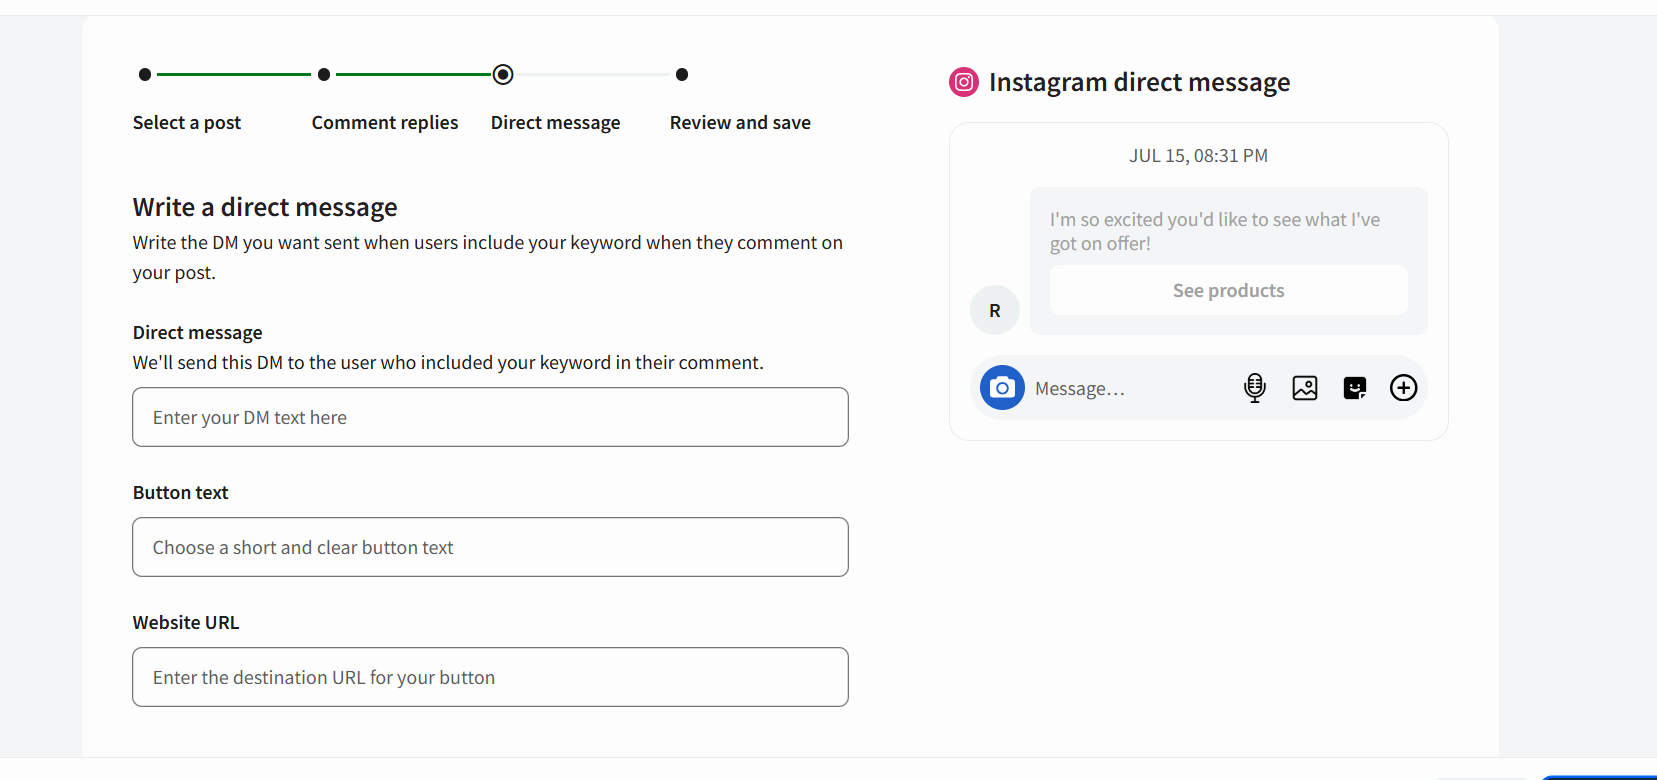 Select a post
Comment replies
Direct message
Review and save
Write a direct message
Write the DM you want sent when users include your keyword when they comment on
your post.
Direct message
We'll send this DM to the user who included your keyword in their comment.
Enter your DM text here
Button text
Choose a short and clear button text
Website URL
Enter the destination URL for your button
Instagram direct message
JUL 15, 08:31 PM
I'm so excited you'd like to see what I've
got on offer!
See products
R
Message...